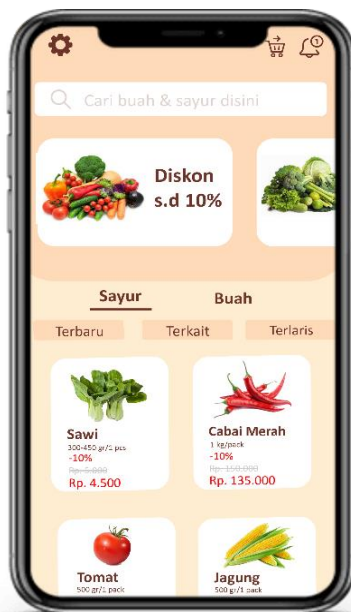 1
Cari buah & sayur disini
Diskon
s.d 10%
Sayur Buah
Terbaru Terkait Terlaris
Sawi
300-450 gr/1 pcs
-10%
Rp. 5.000
Rp. 4.500
Cabai Merah
1 kg/pack
-10%
Rp. 150.000
Rp. 135.000
Tomat
500 gr/1 pack
Jagung
500 gr/1 pack